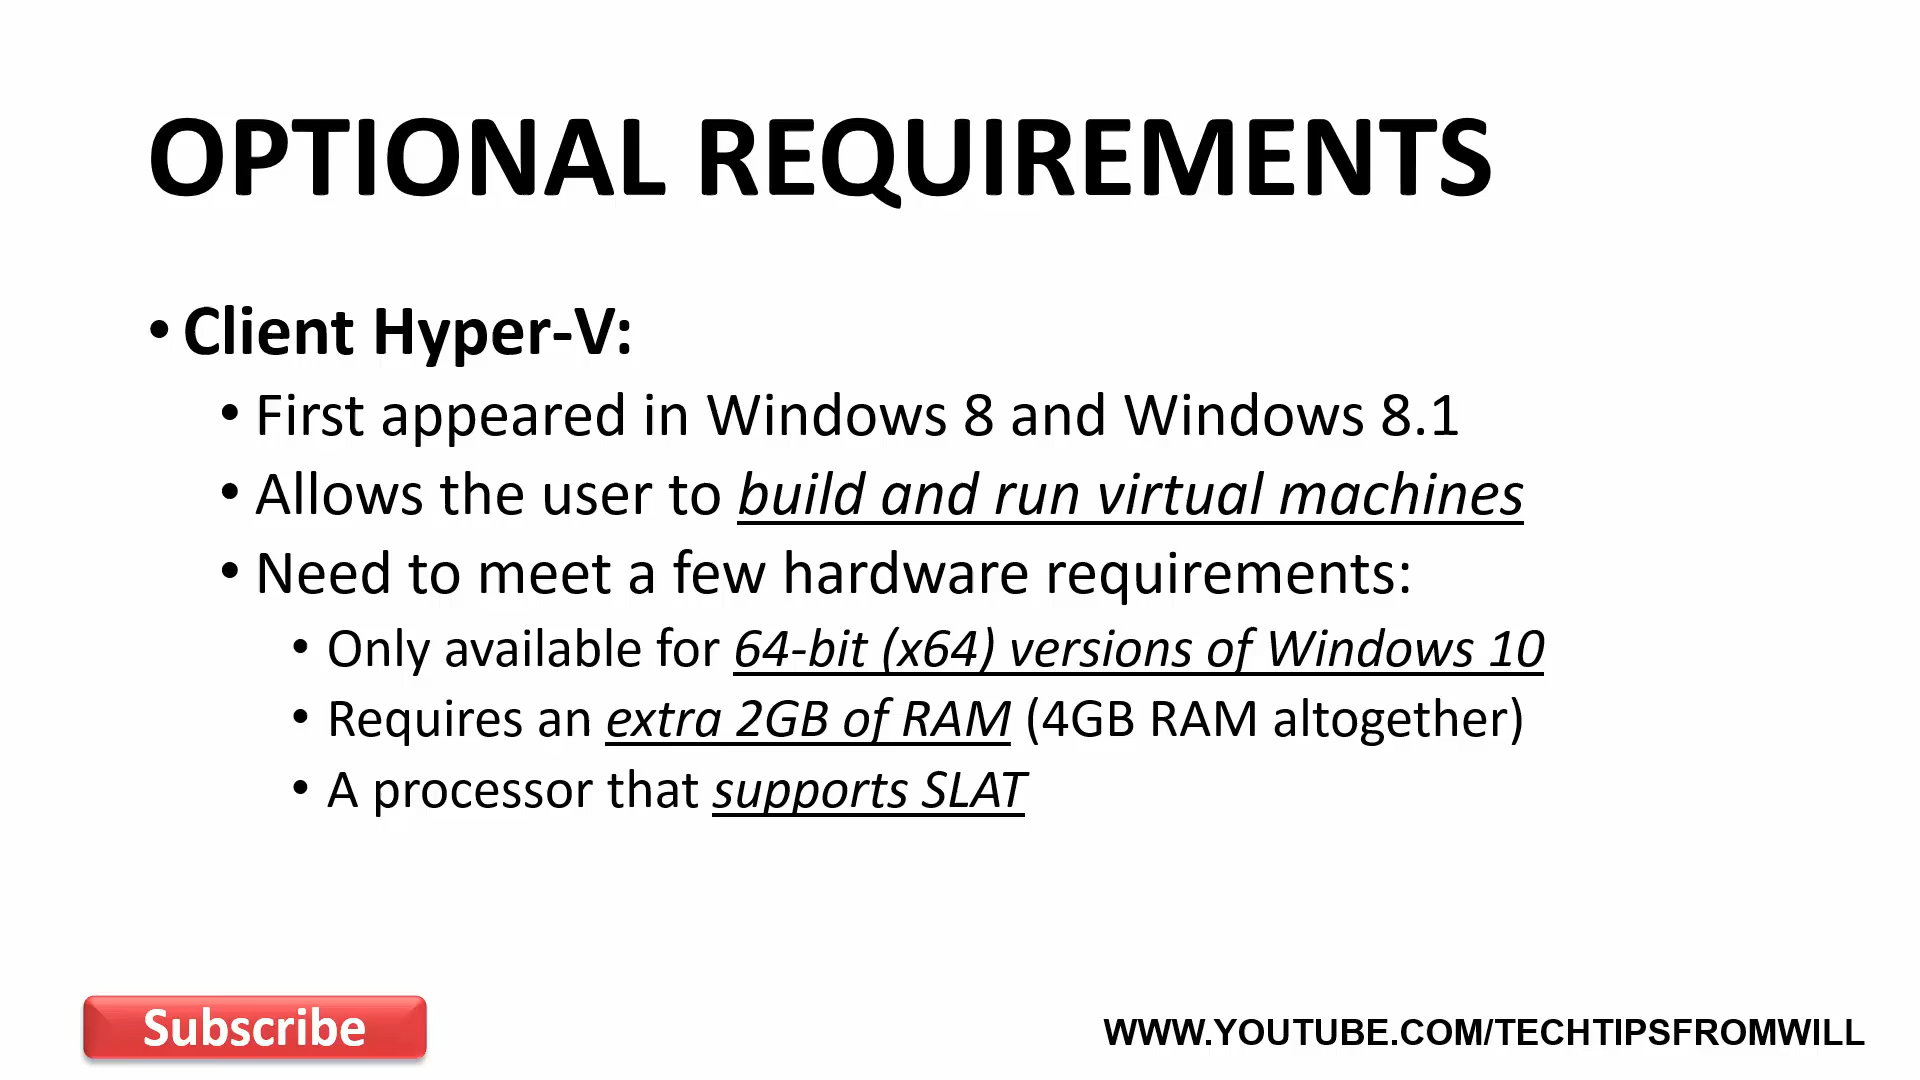 OPTIONAL REQUIREMENTS
• Client Hyper-V:
• First appeared in Windows 8 and Windows 8.1
• Allows the user to build and run virtual machines
• Need to meet a few hardware requirements:
• Only available for 64-bit (x64) versions of Windows 10
• Requires an extra 2GB of RAM (4GB RAM altogether)
• A processor that supports SLAT
Subscribe
WWW.YOUTUBE.COM/TECHTIPSFROMWILL